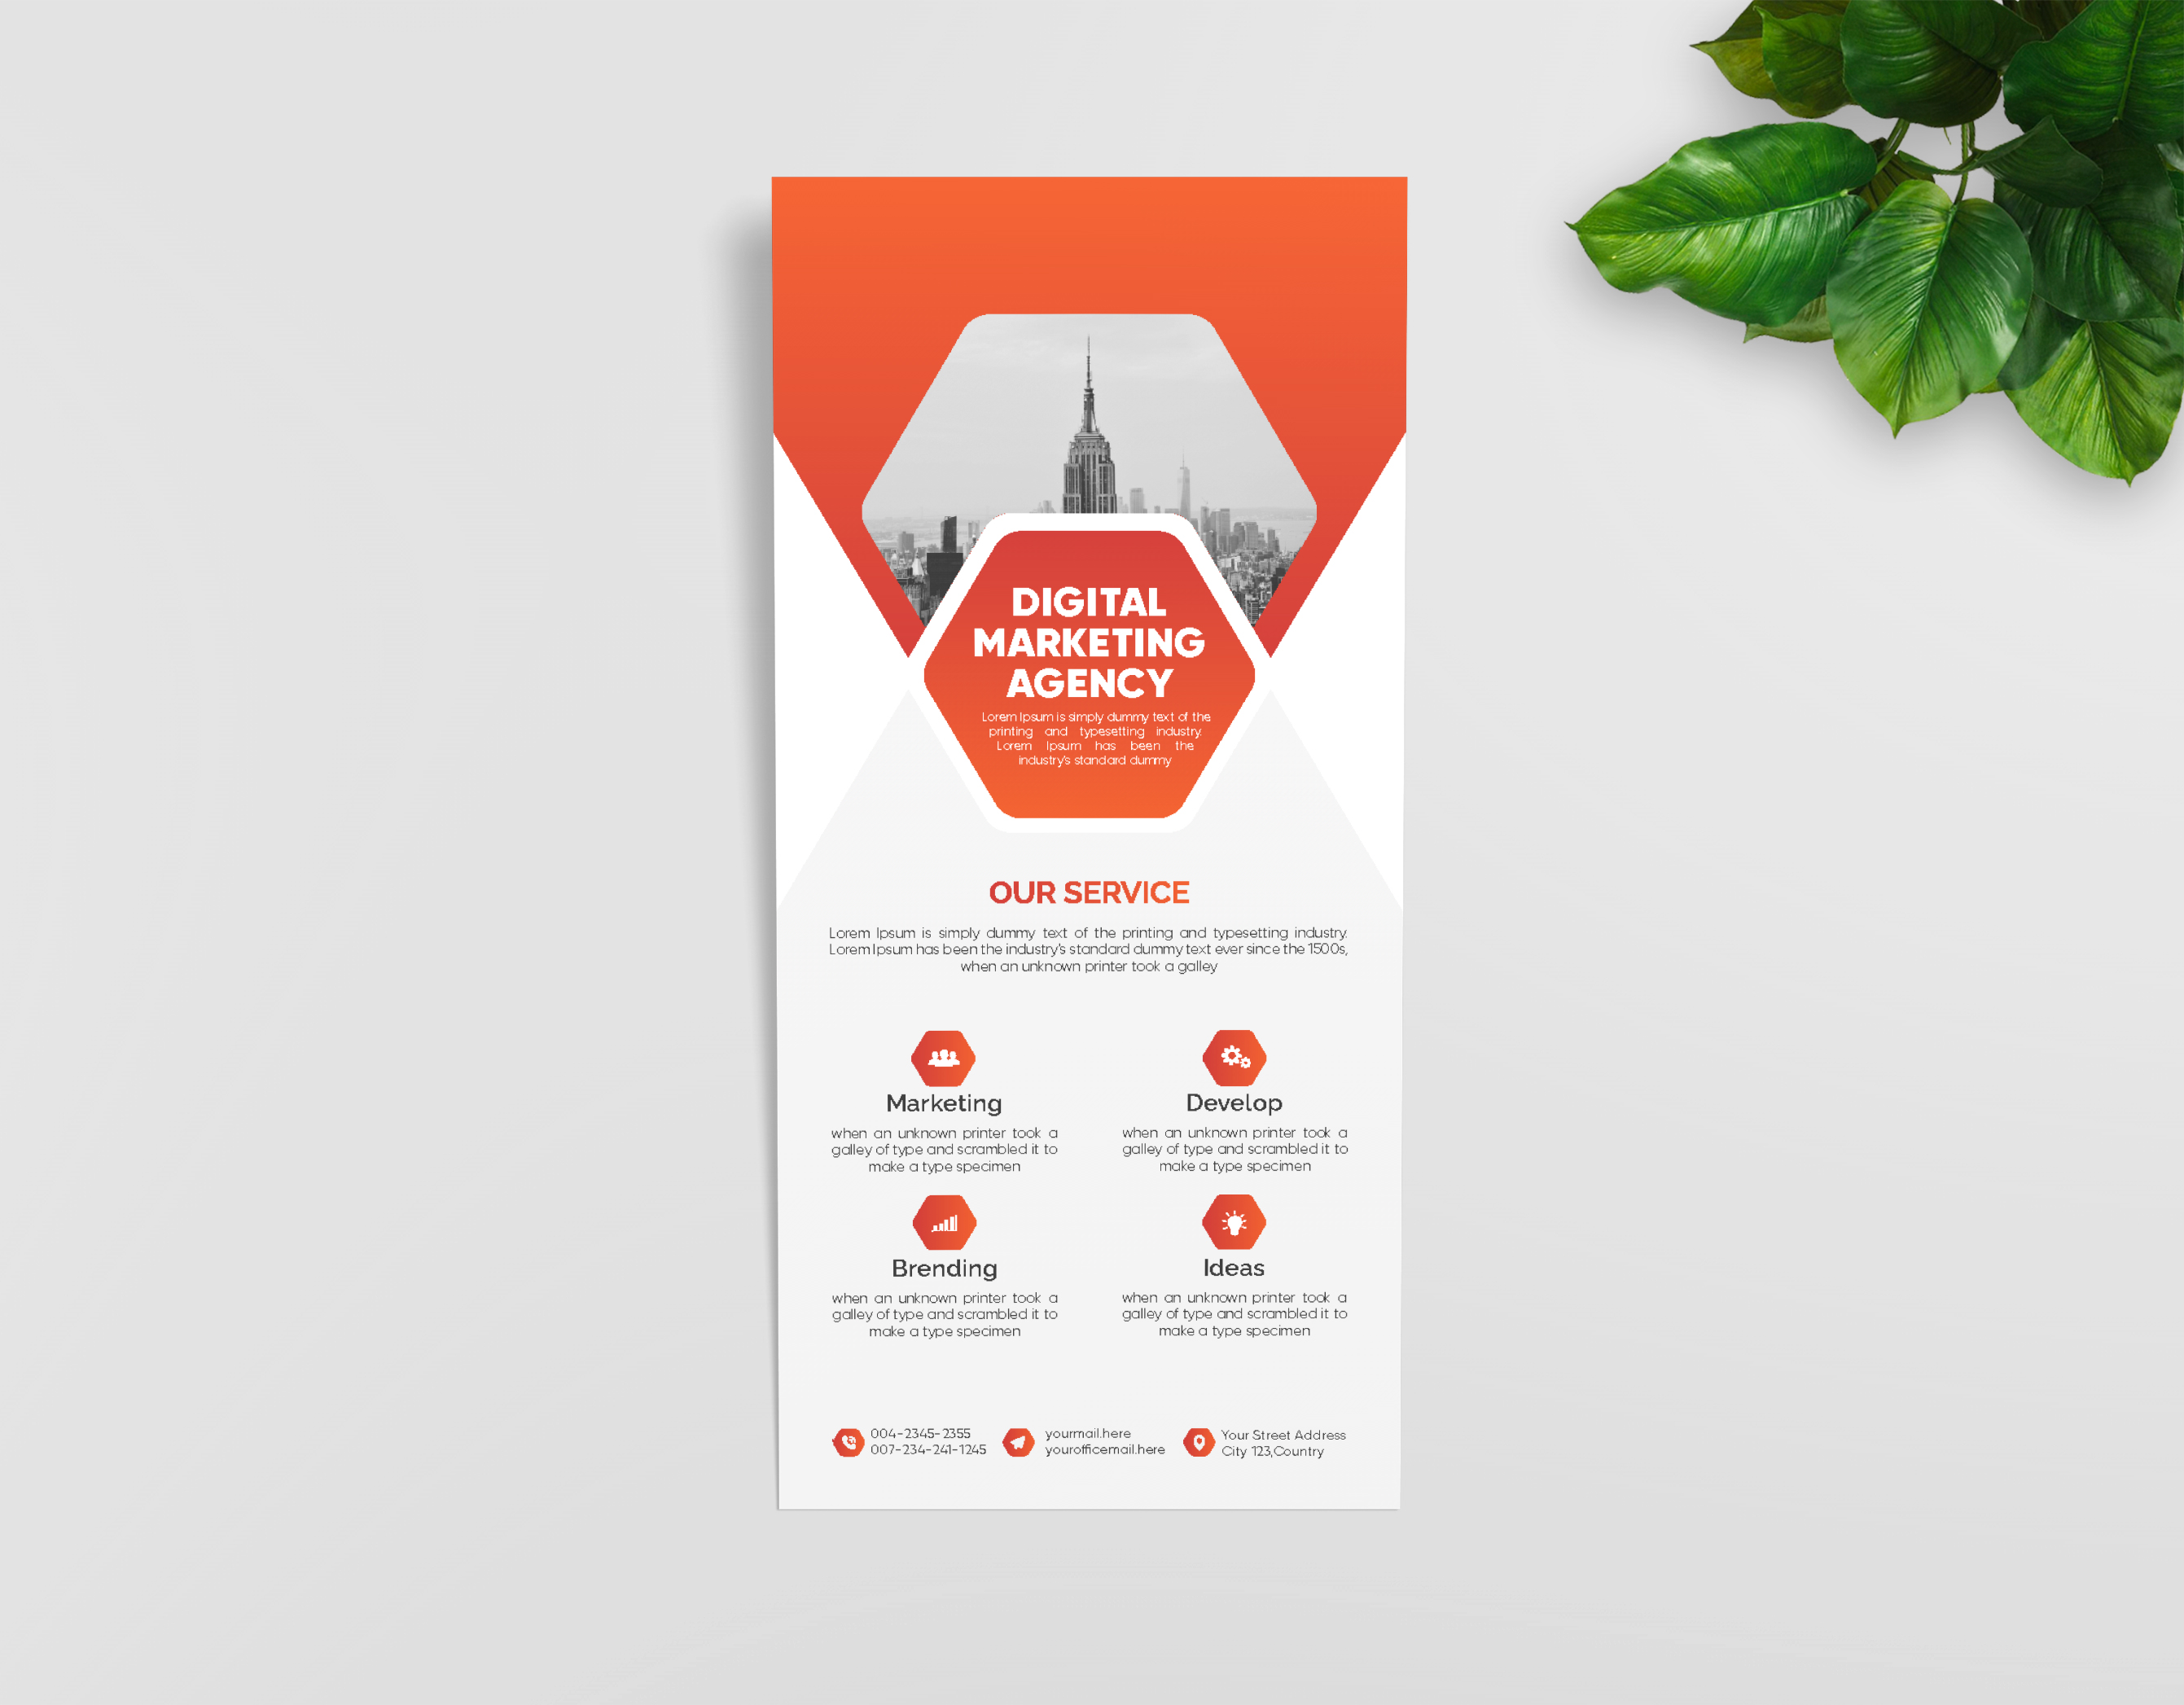 DIGITAL
MARKETING
AGENCY
Lorem Ipsum is simply dummy text of the
printing and typesetting industry.
Lorem Ipsum has been the
industry's standard dummy
OUR SERVICE
Lorem Ipsum is simply dummy text of the printing and typesetting industry.
Lorem Ipsum has been the industry's standard dummy text ever since the 1500s,
when an unknown printer took a galley
Marketing
when an unknown printer took a
galley of type and scrambled it to
make a type specimen
Develop
when an unknown printer took a
galley of type and scrambled it to
make a type specimen
Brending
when an unknown printer took a
galley of type and scrambled it to
make a type specimen
Ideas
when an unknown printer took a
galley of type and scrambled it to
make a type specimen
004-2345-2355
007-234-241-1245
yourmail.here
yourofficemail.here
Your Street Address
City 123,Country